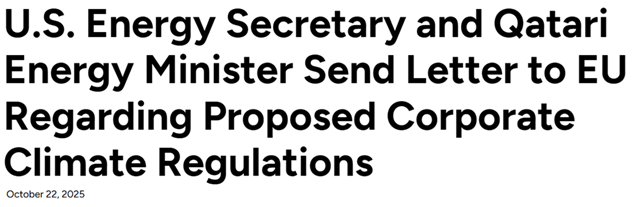 U.S. Energy Secretary and Qatari
Energy Minister Send Letter to EU
Regarding Proposed Corporate
Climate Regulations
October 22, 2025